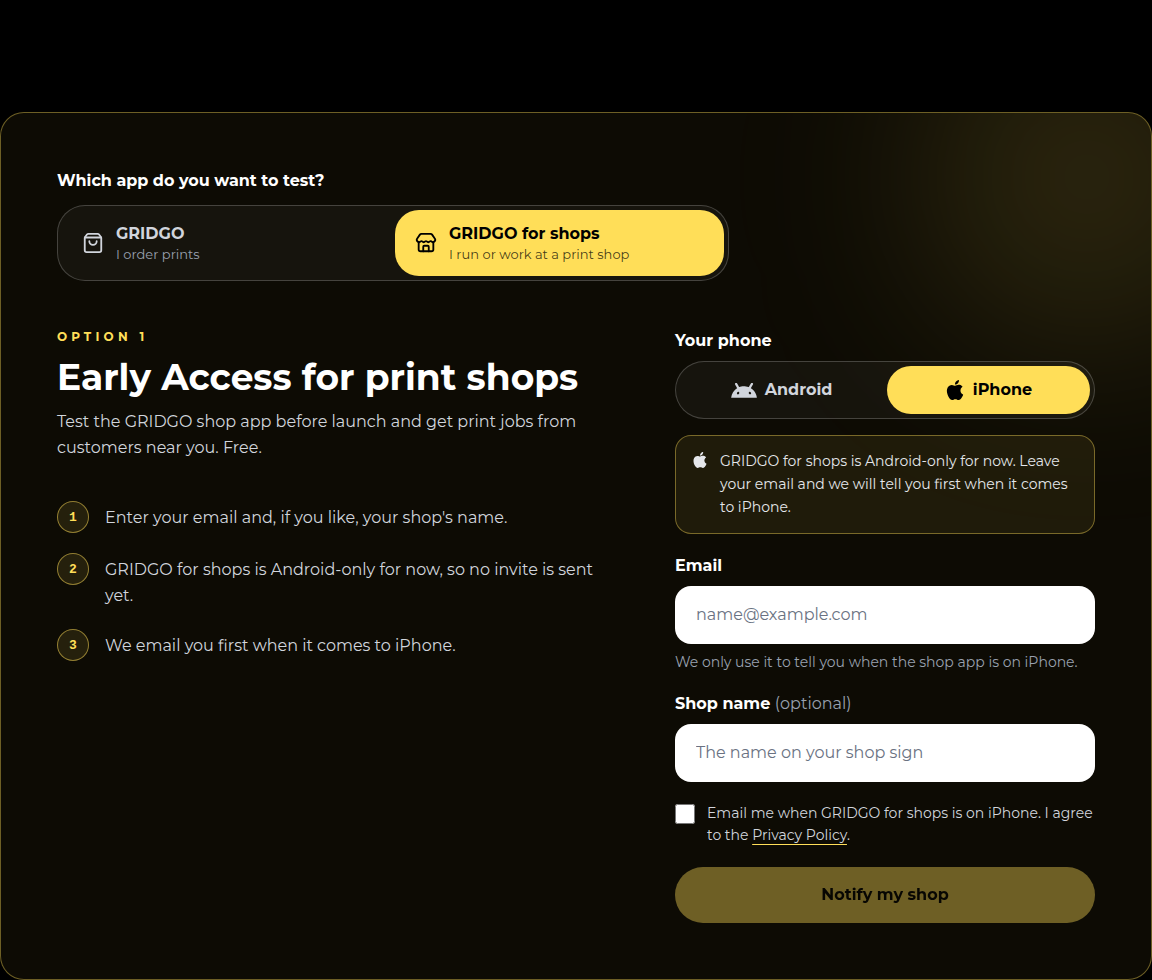 Which app do you want to test?
GRIDGO
I order prints
GRIDGO for shops
I run or work at a print shop
OPTION 1
Early Access for print shops
Test the GRIDGO shop app before launch and get print jobs from
customers near you. Free.
1 Enter your email and, if you like, your shop's name.
2 GRIDGO for shops is Android-only for now, so no invite is sent
yet.
3 We email you first when it comes to iPhone.
Your phone
Android
iPhone
GRIDGO for shops is Android-only for now. Leave
your email and we will tell you first when it comes
to iPhone.
Email
name@example.com
We only use it to tell you when the shop app is on iPhone.
Shop name (optional)
The name on your shop sign
Email me when GRIDGO for shops is on iPhone. I agree
to the Privacy Policy.
Notify my shop